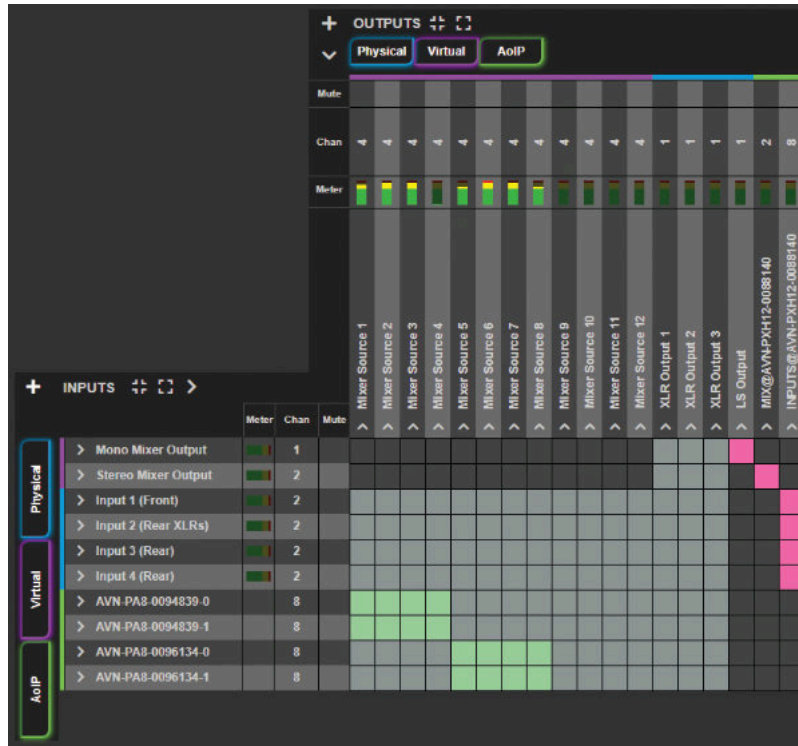 OUTPUTS
Physical Virtual AoIP
Mute
Chan 4 4 4 4 4 4 4 4 4 4 4 4 1 1 1 1 2 8
Meter
Mixer Source 1
Mixer Source 2
Mixer Source 3
Mixer Source 4
Mixer Source 5
Mixer Source 6
Mixer Source 7
Mixer Source 8
Mixer Source 9
Mixer Source 10
Mixer Source 11
Mixer Source 12
XLR Output 1
XLR Output 2
XLR Output 3
LS Output
MIX@AVN-PXH12-0088140
INPUTS@AVN-PXH12-0088140
INPUTS
Meter Chan Mute
Physical
Virtual
AoIP
Mono Mixer Output 1
Stereo Mixer Output 2
Input 1 (Front) 2
Input 2 (Rear XLRs) 2
Input 3 (Rear) 2
Input 4 (Rear) 2
AVN-PA8-0094839-0 8
AVN-PA8-0094839-1 8
AVN-PA8-0096134-0 8
AVN-PA8-0096134-1 8